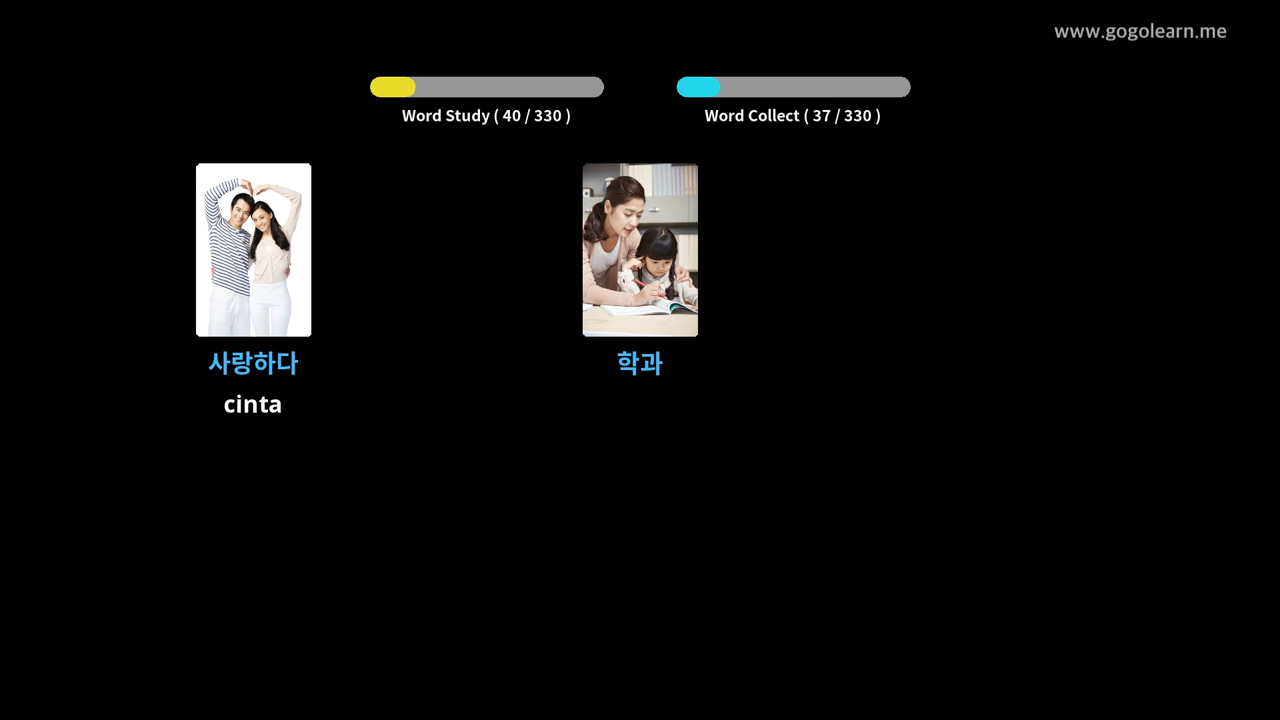 www.gogolearn.me
Word Study ( 40 / 330 )
Word Collect ( 37 / 330 )
사랑하다
학과
cinta